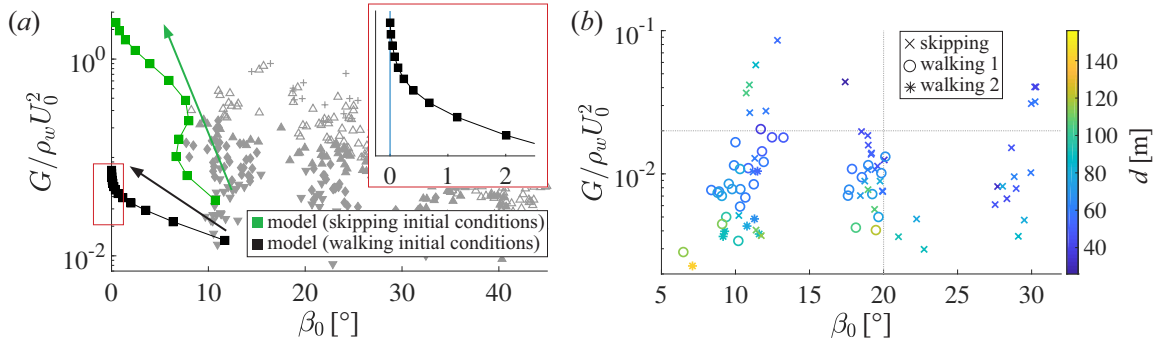 (a)
G/ρ_w U_0^2
10^0
10^-2
0
10
20
30
40
β_0 [°]
0
1
2
model (skipping initial conditions)
model (walking initial conditions)
(b)
G/ρ_w U_0^2
10^-1
10^-2
5
10
15
20
25
30
β_0 [°]
skipping
walking 1
walking 2
140
120
100
80
60
40
d [m]